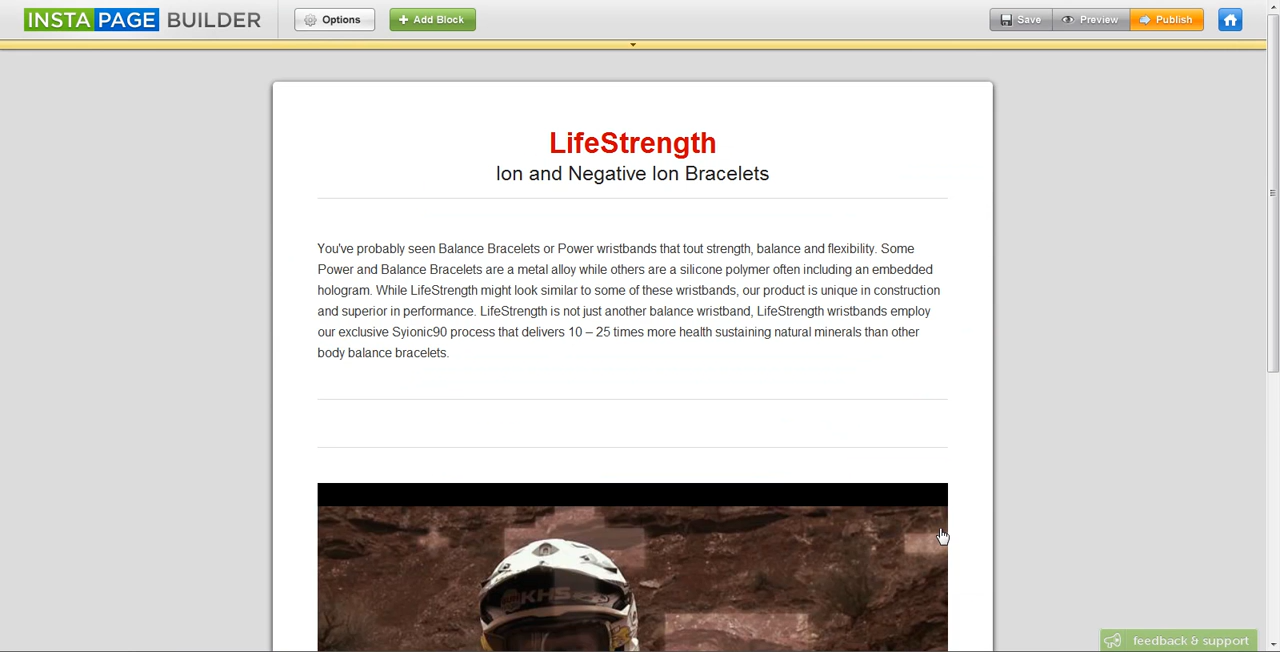 INSTAPAGE BUILDER
Options
Add Block
Save
Preview
Publish
LifeStrength
Ion and Negative Ion Bracelets
You've probably seen Balance Bracelets or Power wristbands that tout strength, balance and flexibility. Some
Power and Balance Bracelets are a metal alloy while others are a silicone polymer often including an embedded
hologram. While LifeStrength might look similar to some of these wristbands, our product is unique in construction
and superior in performance. LifeStrength is not just another balance wristband, LifeStrength wristbands employ
our exclusive Syionic90 process that delivers 10 – 25 times more health sustaining natural minerals than other
body balance bracelets.
KHS
feedback & support